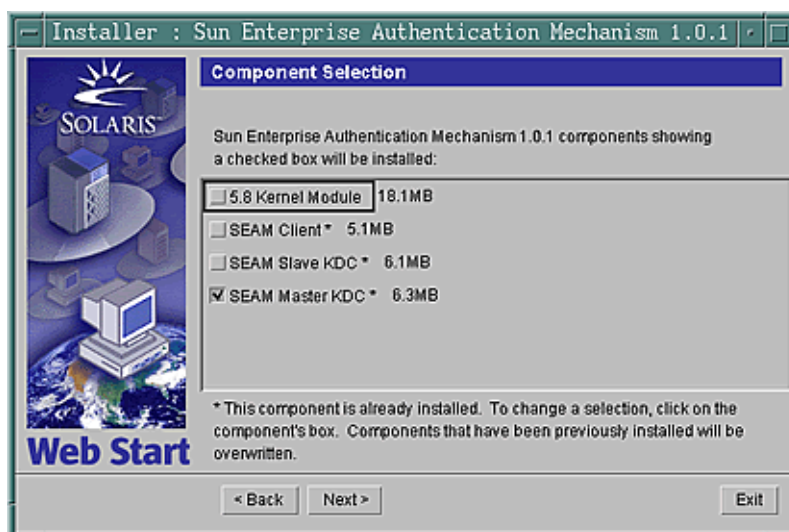 Installer : Sun Enterprise Authentication Mechanism 1.0.1
Component Selection
SOLARIS™
Sun Enterprise Authentication Mechanism 1.0.1 components showing
a checked box will be installed:
5.8 Kernel Module 18.1MB
SEAM Client * 5.1MB
SEAM Slave KDC * 6.1MB
SEAM Master KDC * 6.3MB
* This component is already installed. To change a selection, click on the
component's box. Components that have been previously installed will be
overwritten.
Web Start
< Back Next > Exit